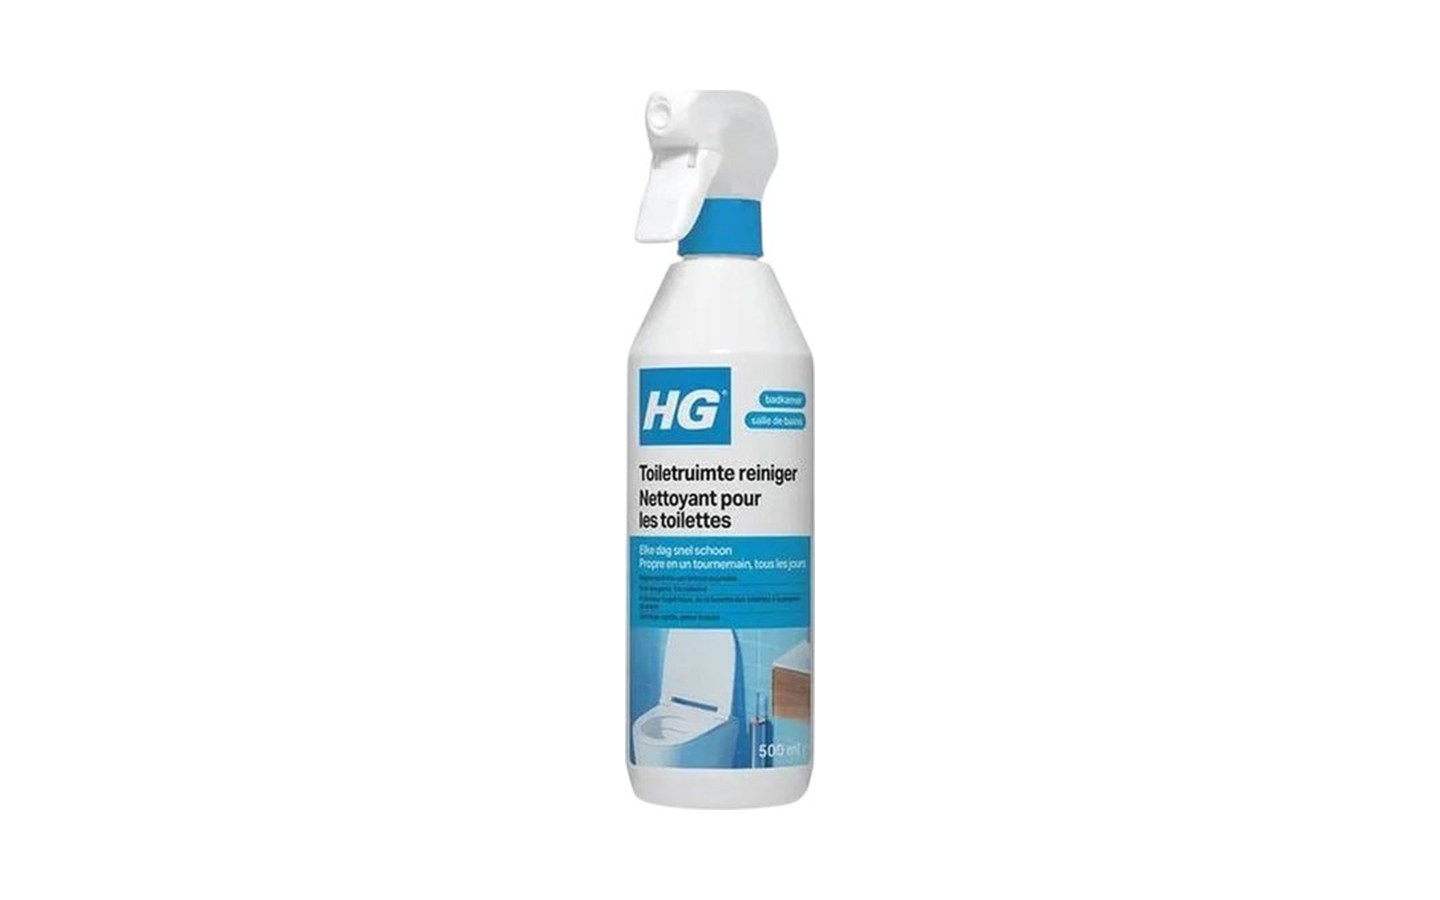 HG
badkamer
salle de bains
Toiletruimte reiniger
Nettoyant pour
les toilettes
Elke dag snel schoon
Propre en un tournemain, tous les jours
500 ml